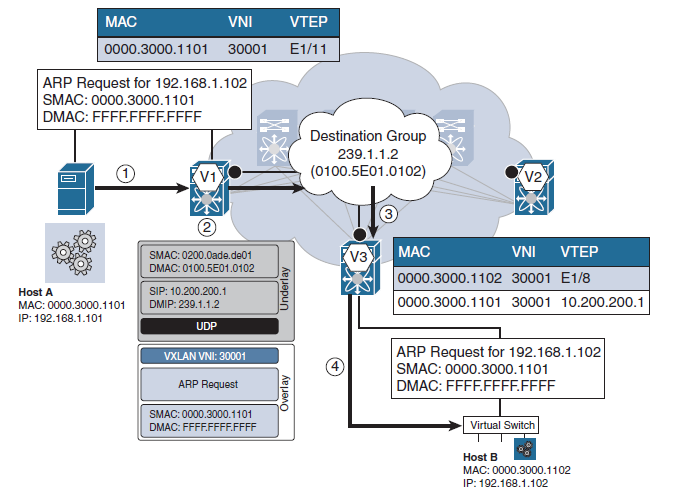 MAC VNI VTEP
0000.3000.1101 30001 E1/11
ARP Request for 192.168.1.102
SMAC: 0000.3000.1101
DMAC: FFFF.FFFF.FFFF
Destination Group
239.1.1.2
(0100.5E01.0102)
1
V1
V2
2
3
V3
SMAC: 0200.0ade.de01
DMAC: 0100.5E01.0102
SIP: 10.200.200.1
DMIP: 239.1.1.2
UDP
Underlay
VXLAN VNI: 30001
ARP Request
SMAC: 0000.3000.1101
DMAC: FFFF.FFFF.FFFF
Overlay
Host A
MAC: 0000.3000.1101
IP: 192.168.1.101
MAC VNI VTEP
0000.3000.1102 30001 E1/8
0000.3000.1101 30001 10.200.200.1
4
ARP Request for 192.168.1.102
SMAC: 0000.3000.1101
DMAC: FFFF.FFFF.FFFF
Virtual Switch
Host B
MAC: 0000.3000.1102
IP: 192.168.1.102